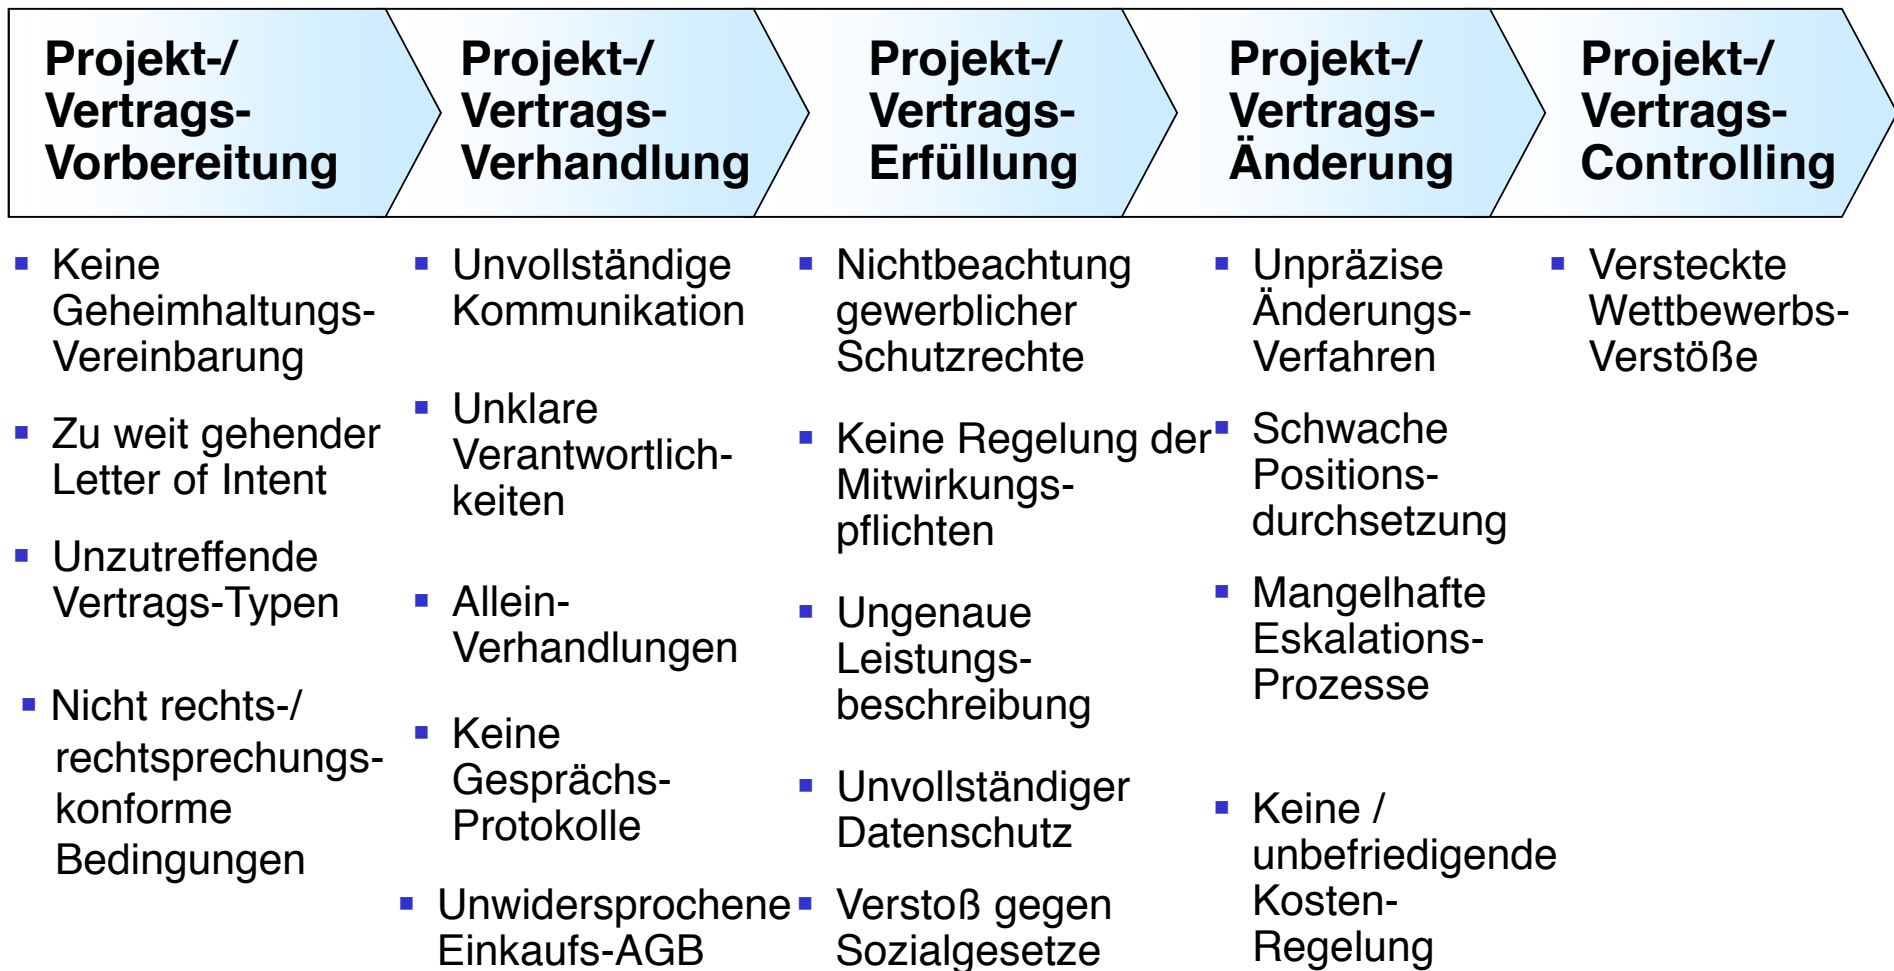 Projekt-/
Vertrags-
Vorbereitung
Projekt-/
Vertrags-
Verhandlung
Projekt-/
Vertrags-
Erfüllung
Projekt-/
Vertrags-
Änderung
Projekt-/
Vertrags-
Controlling
▪ Keine
Geheimhaltungs-
Vereinbarung
▪ Zu weit gehender
Letter of Intent
▪ Unzutreffende
Vertrags-Typen
▪ Nicht rechts-/
rechtsprechungs-
konforme
Bedingungen
▪ Unvollständige
Kommunikation
▪ Unklare
Verantwortlich-
keiten
▪ Allein-
Verhandlungen
▪ Keine
Gesprächs-
Protokolle
▪ Unwidersprochene
Einkaufs-AGB
▪ Nichtbeachtung
gewerblicher
Schutzrechte
▪ Keine Regelung der
Mitwirkungs-
pflichten
▪ Ungenaue
Leistungs-
beschreibung
▪ Unvollständiger
Datenschutz
▪ Verstoß gegen
Sozialgesetze
▪ Unpräzise
Änderungs-
Verfahren
▪ Schwache
Positions-
durchsetzung
▪ Mangelhafte
Eskalations-
Prozesse
▪ Keine /
unbefriedigende
Kosten-
Regelung
▪ Versteckte
Wettbewerbs-
Verstöße